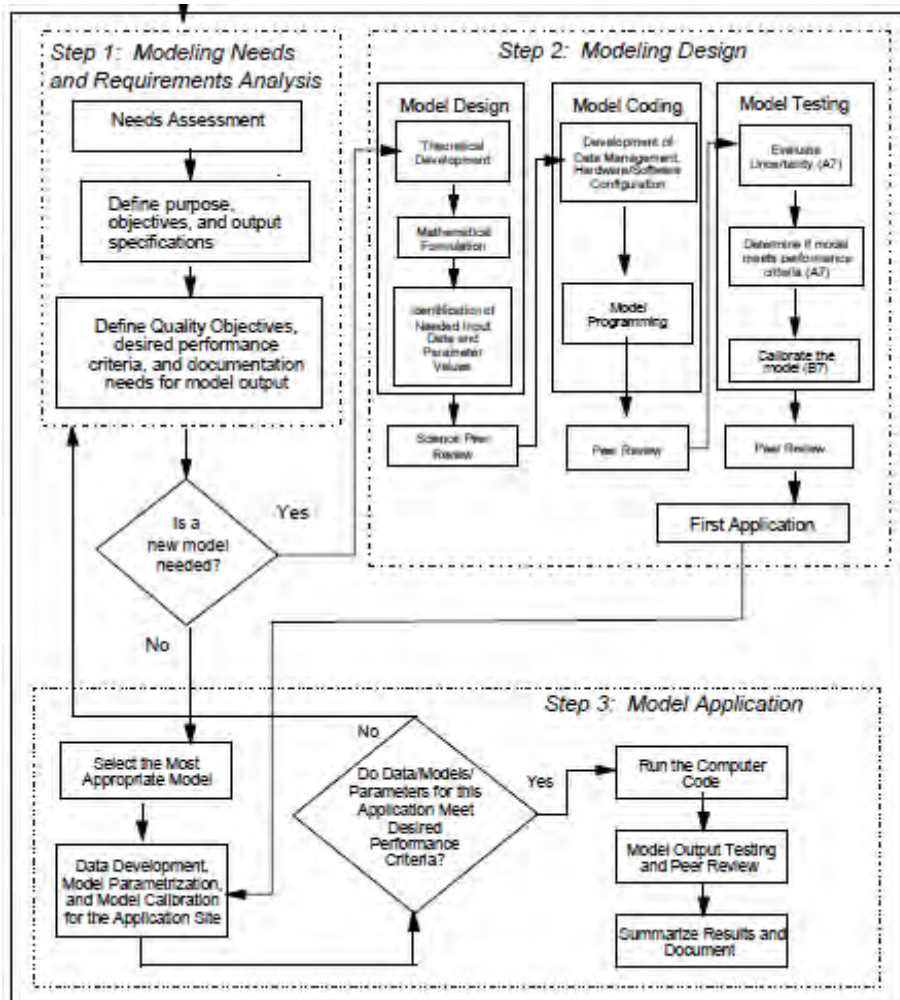 Step 1: Modeling Needs
and Requirements Analysis
Needs Assessment
Define purpose,
objectives, and output
specifications
Define Quality Objectives,
desired performance
criteria, and documentation
needs for model output
Is a
new model
needed?
Yes
No
Step 2: Modeling Design
Model Design
Theoretical
Development
Mathematical
Formulation
Identification of
Needed Input
Data and
Parameter
Values
Science Peer
Review
Model Coding
Development of
Data Management,
Hardware/Software
Configuration
Model
Programming
Peer Review
Model Testing
Evaluate
Uncertainty (A7)
Determine if model
meets performance
criteria (A7)
Calibrate the
model (B7)
Peer Review
First Application
Step 3: Model Application
Select the Most
Appropriate Model
Data Development,
Model Parametrization,
and Model Calibration
for the Application Site
No
Do Data/Models/
Parameters for this
Application Meet
Desired
Performance
Criteria?
Yes
Run the Computer
Code
Model Output Testing
and Peer Review
Summarize Results and
Document